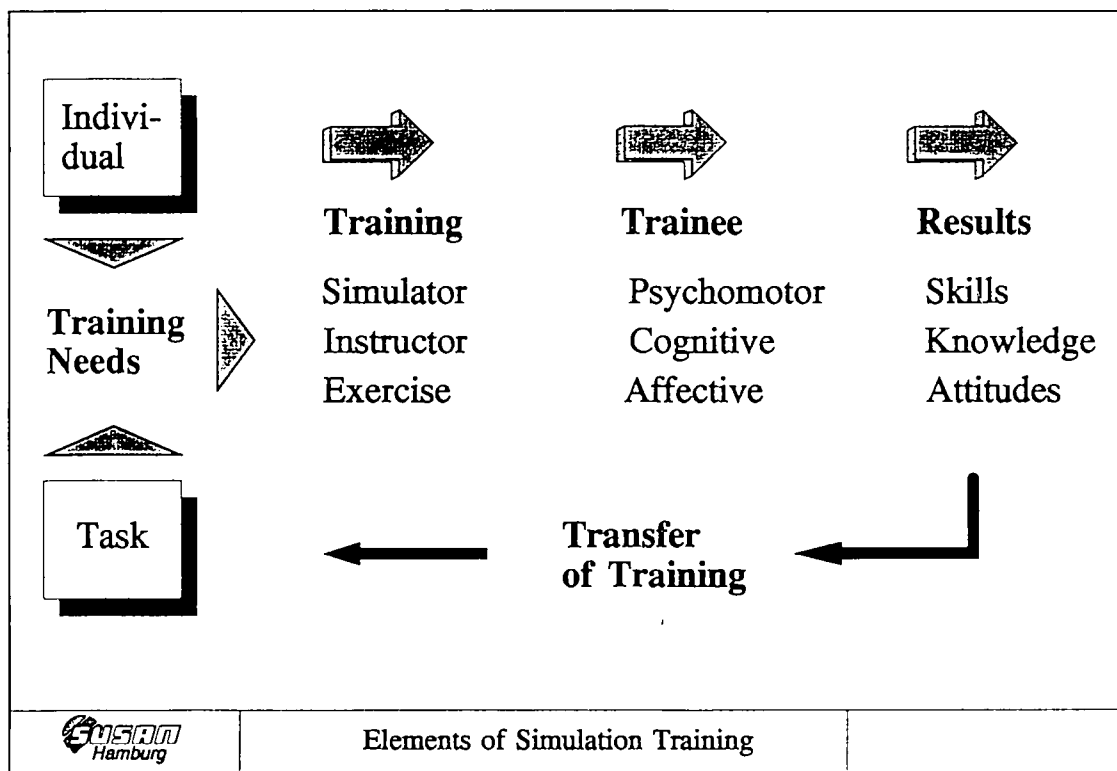 Indivi-
dual
Training
Needs
Task
Training
Simulator
Instructor
Exercise
Trainee
Psychomotor
Cognitive
Affective
Results
Skills
Knowledge
Attitudes
Transfer
of Training
SUSAN
Hamburg
Elements of Simulation Training